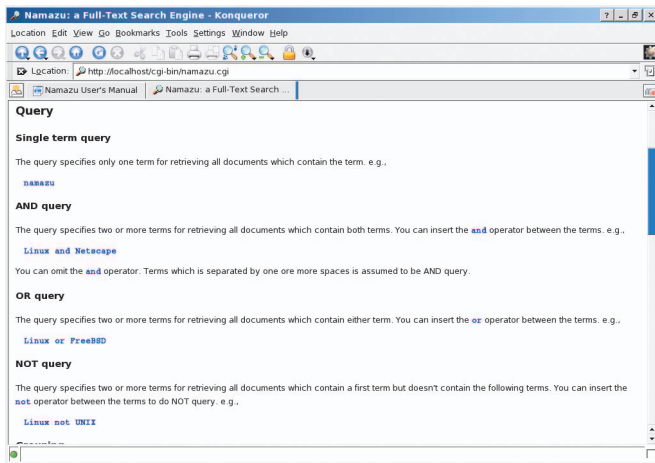 Namazu: a Full-Text Search Engine - Konqueror
Location Edit View Go Bookmarks Tools Settings Window Help
Location: http://localhost/cgi-bin/namazu.cgi
Namazu User's Manual Namazu: a Full-Text Search ...
Query
Single term query
The query specifies only one term for retrieving all documents which contain the term. e.g.,
namazu
AND query
The query specifies two or more terms for retrieving all documents which contain both terms. You can insert the and operator between the terms. e.g.,
Linux and Netscape
You can omit the and operator. Terms which is separated by one ore more spaces is assumed to be AND query.
OR query
The query specifies two or more terms for retrieving all documents which contain either term. You can insert the or operator between the terms. e.g.,
Linux or FreeBSD
NOT query
The query specifies two or more terms for retrieving all documents which contain a first term but doesn't contain the following terms. You can insert the
not operator between the terms to do NOT query. e.g.,
Linux not UNIX